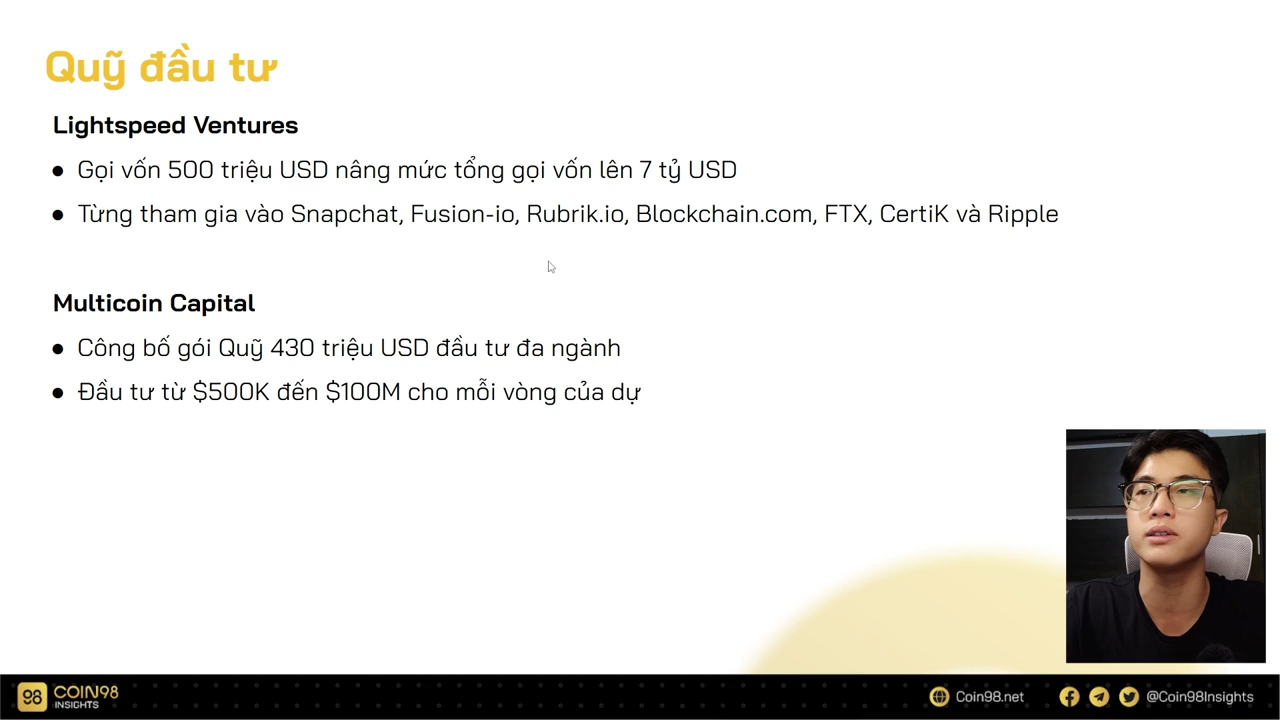 Quỹ đầu tư
Lightspeed Ventures
● Gọi vốn 500 triệu USD nâng mức tổng gọi vốn lên 7 tỷ USD
● Từng tham gia vào Snapchat, Fusion-io, Rubrik.io, Blockchain.com, FTX, CertiK và Ripple
Multicoin Capital
● Công bố gói Quỹ 430 triệu USD đầu tư đa ngành
● Đầu tư từ $500K đến $100M cho mỗi vòng của dự
98 COIN98
INSIGHTS
Coin98.net
@Coin98Insights